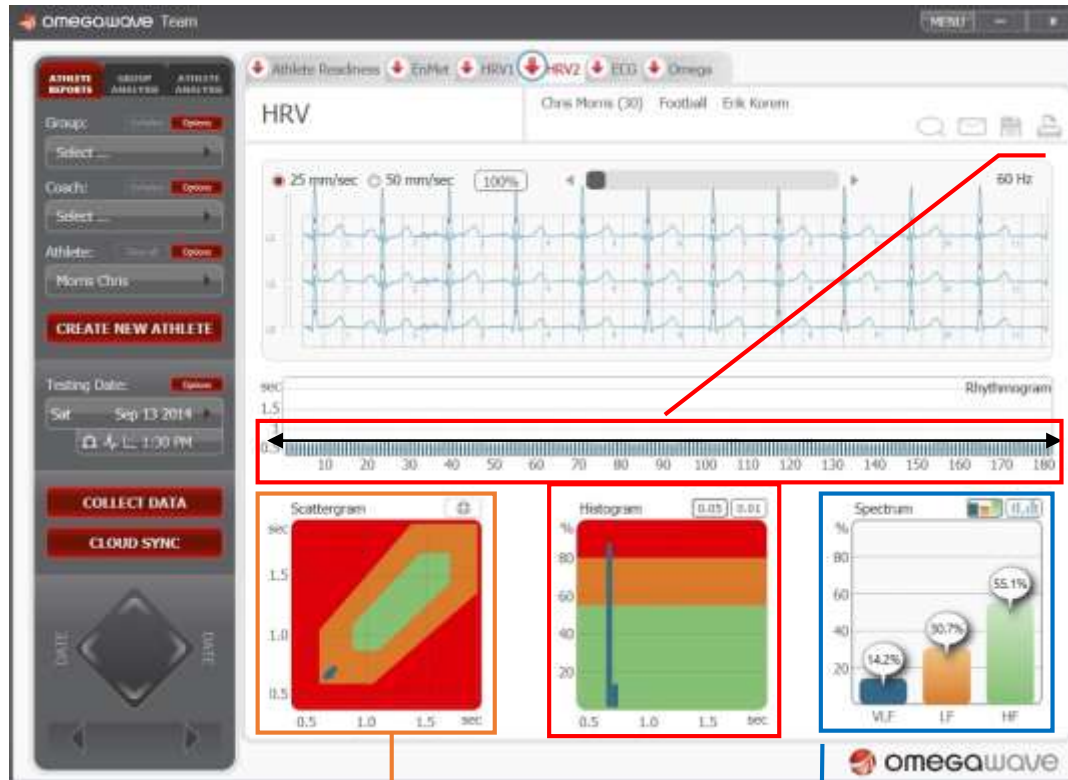 omegawave Team
MENU
ATHLETE REPORTS
GROUP ANALYSIS
ATHLETE ANALYSIS
Athlete Readiness EnMet HRV1 HRV2 ECG Omega
HRV
Chris Morris (30) Football Erik Korem
Group: Options
Select ...
Coach: Options
Select ...
Athlete: Options
Morris Chris
CREATE NEW ATHLETE
25 mm/sec 50 mm/sec 100% 60 Hz
Testing Date: Options
Sat Sep 13 2014
1:30 PM
COLLECT DATA
CLOUD SYNC
DATE DATE
sec Rhythmogram
1.5
1
0.5
10 20 30 40 50 60 70 80 90 100 110 120 130 140 150 160 170 180
Scattergram
sec
1.5
1.0
0.5
0.5 1.0 1.5 sec
Histogram 0.05 0.01
%
80
60
40
20
0.5 1.0 1.5 sec
Spectrum
%
80
60
40
20
14.2% 30.7% 55.1%
VLF LF HF
omegawave